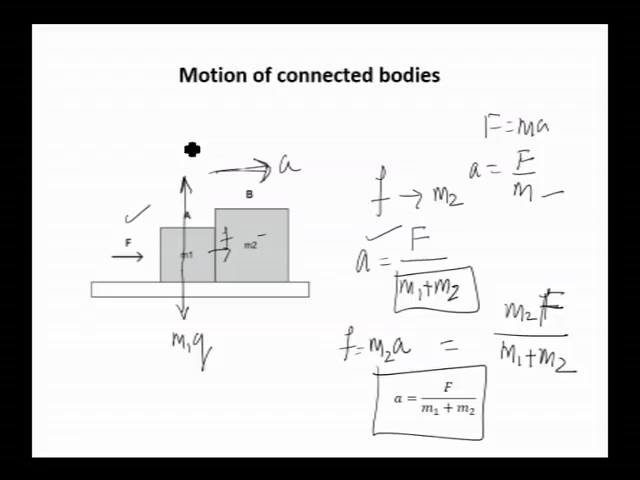 Motion of connected bodies
F = ma
a = F / m
a
B
f → m2
A
F
f
m1
m2
a = F / m1+m2
m1g
f = m2a = m2F / m1+m2
a = F / m1 + m2